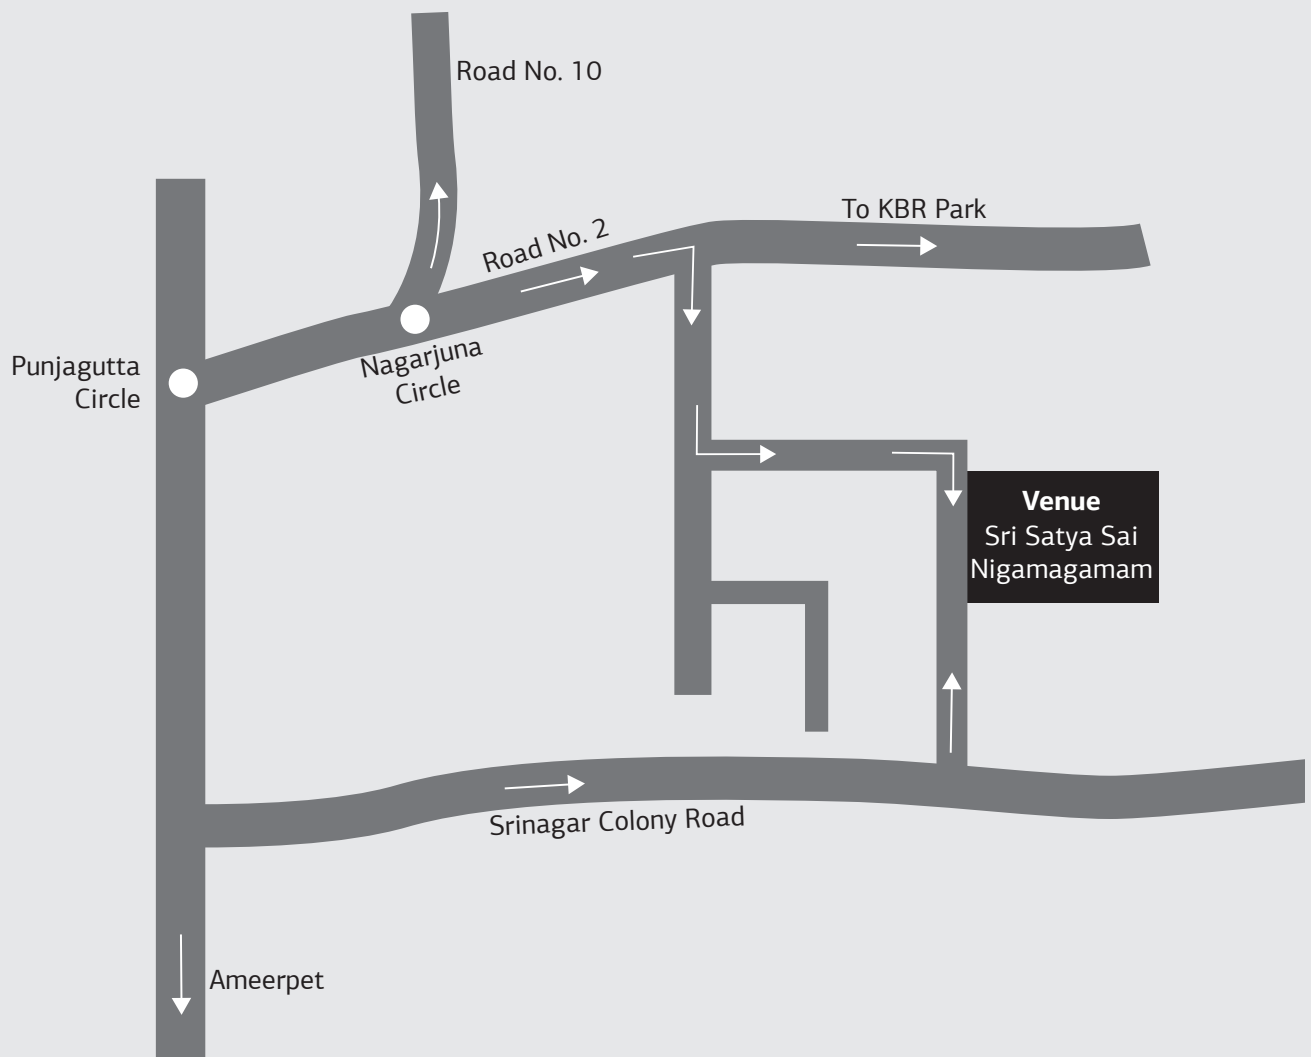 Road No. 10
To KBR Park
Road No. 2
Nagarjuna
Circle
Punjagutta
Circle
Venue
Sri Satya Sai
Nigamagamam
Srinagar Colony Road
Ameerpet